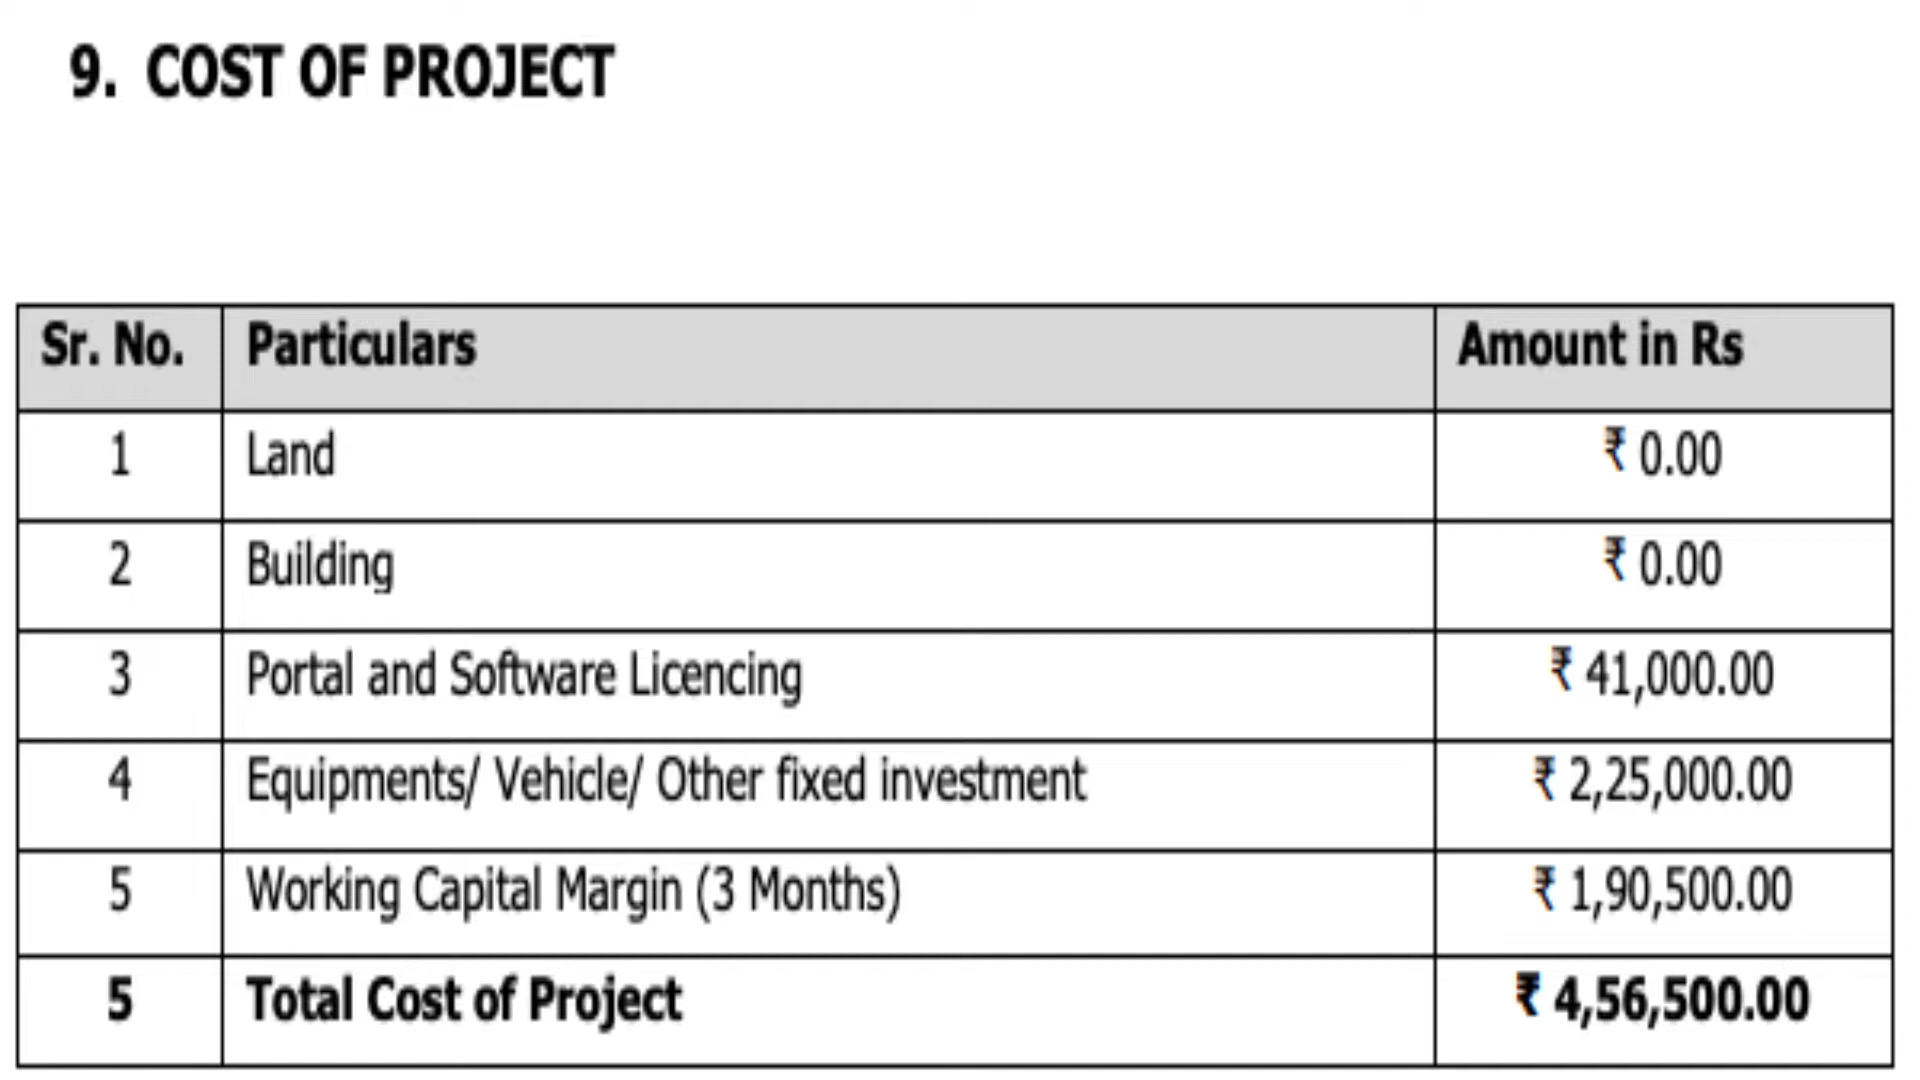 9. COST OF PROJECT
Sr. No. Particulars Amount in Rs
1 Land ₹ 0.00
2 Building ₹ 0.00
3 Portal and Software Licencing ₹ 41,000.00
4 Equipments/ Vehicle/ Other fixed investment ₹ 2,25,000.00
5 Working Capital Margin (3 Months) ₹ 1,90,500.00
5 Total Cost of Project ₹ 4,56,500.00